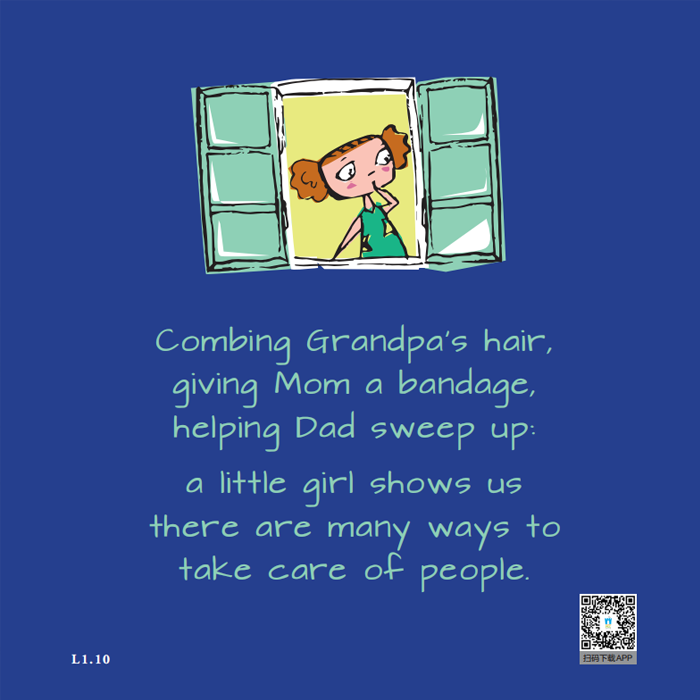 Combing Grandpa's hair,
giving Mom a bandage,
helping Dad sweep up:
a little girl shows us
there are many ways to
take care of people.
L1.10
扫码下载APP